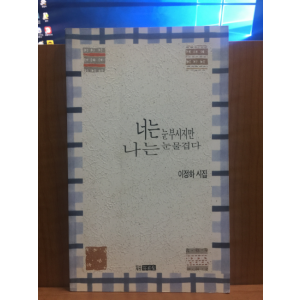 너는 눈부시지만
나는 눈물겹다
이정하 시집